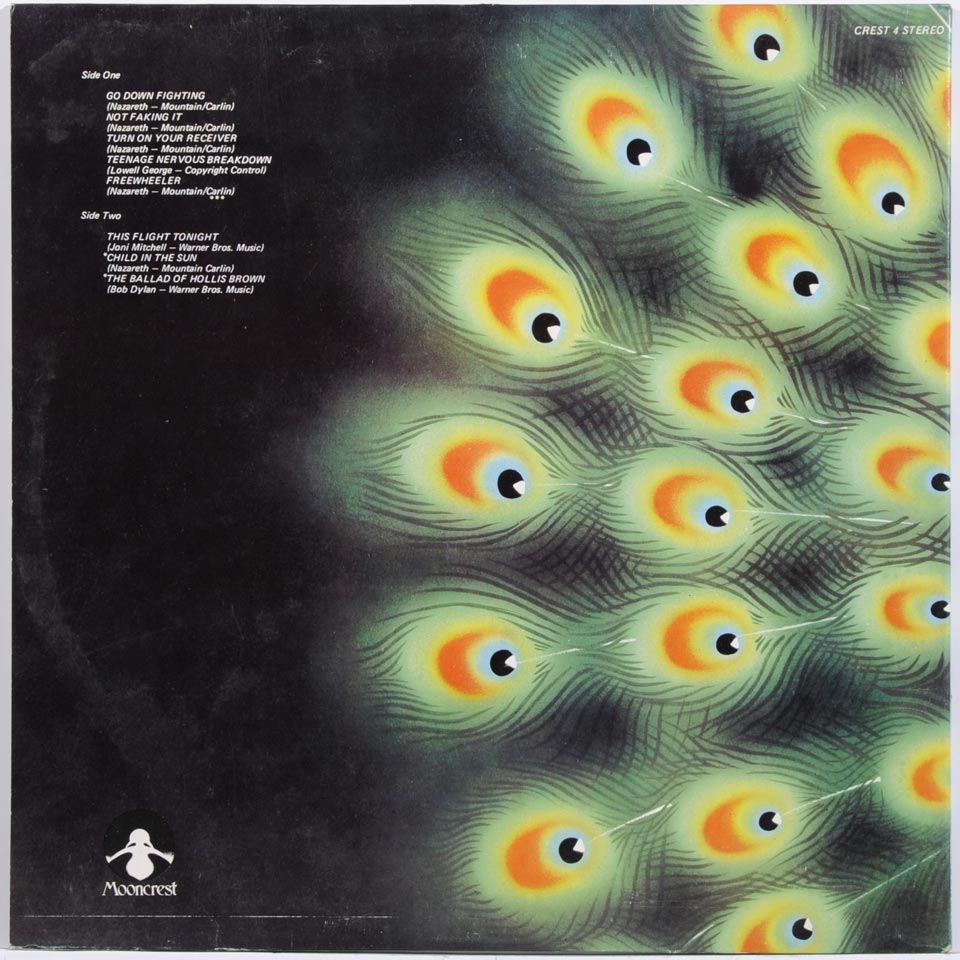 CREST 4 STEREO
Side One
GO DOWN FIGHTING
(Nazareth — Mountain/Carlin)
NOT FAKING IT
(Nazareth — Mountain/Carlin)
TURN ON YOUR RECEIVER
(Nazareth — Mountain/Carlin)
TEENAGE NERVOUS BREAKDOWN
(Lowell George — Copyright Control)
FREEWHEELER
(Nazareth — Mountain/Carlin)
***
Side Two
THIS FLIGHT TONIGHT
(Joni Mitchell — Warner Bros. Music)
*CHILD IN THE SUN
(Nazareth — Mountain Carlin)
*THE BALLAD OF HOLLIS BROWN
(Bob Dylan — Warner Bros. Music)
Mooncrest